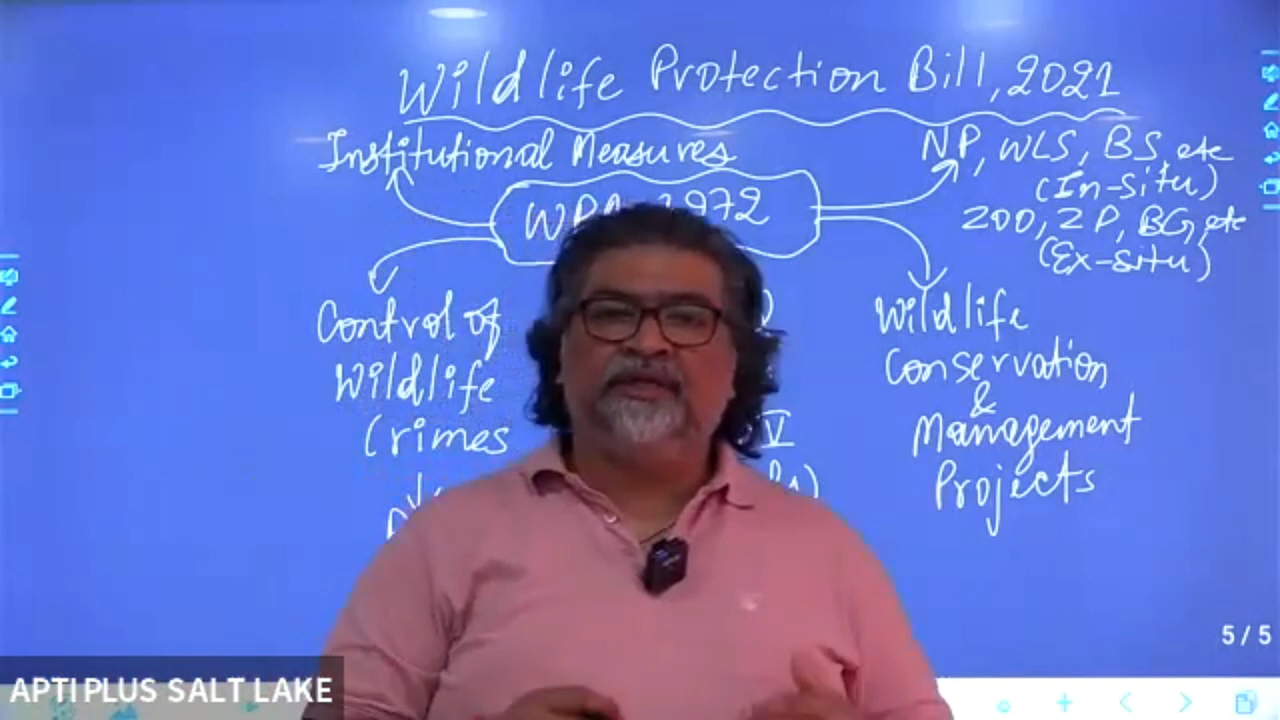 Wildlife Protection Bill, 2021
Institutional Measures
NP, WLS, BS, etc
(In-situ)
ZOO, ZP, BG, etc
(Ex-situ)
1972
Control of
Wildlife
Crimes
V
Wildlife
Conservation
&
Management
Projects
5/5
APTI PLUS SALT LAKE